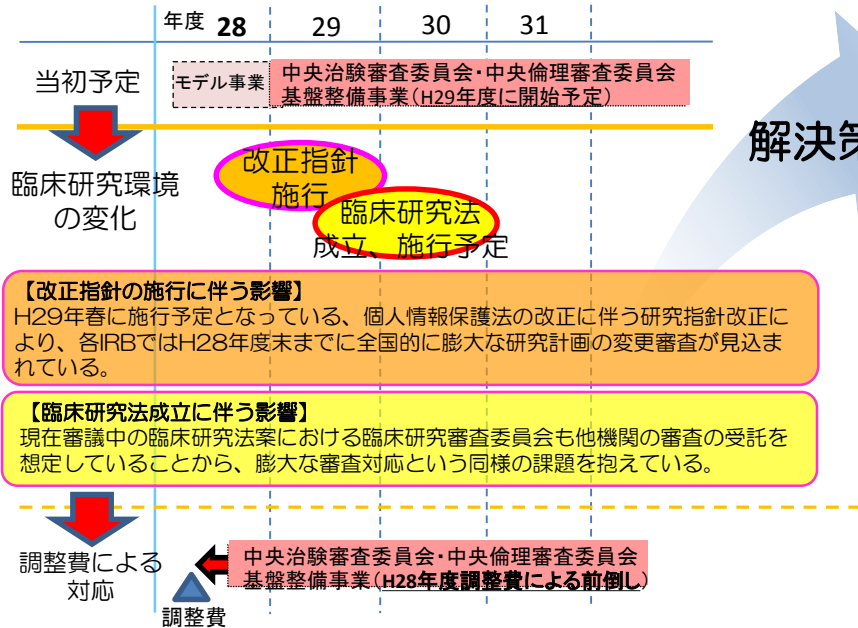 年度 28 29 30 31
当初予定
モデル事業
中央治験審査委員会・中央倫理審査委員会
基盤整備事業(H29年度に開始予定)
解決策
臨床研究環境
の変化
改正指針
施行
臨床研究法
成立、施行予定
【改正指針の施行に伴う影響】
H29年春に施行予定となっている、個人情報保護法の改正に伴う研究指針改正に
より、各IRBではH28年度末までに全国的に膨大な研究計画の変更審査が見込ま
れている。
【臨床研究法成立に伴う影響】
現在審議中の臨床研究法案における臨床研究審査委員会も他機関の審査の受託を
想定していることから、膨大な審査対応という同様の課題を抱えている。
調整費による
対応
中央治験審査委員会・中央倫理審査委員会
基盤整備事業(H28年度調整費による前倒し)
調整費